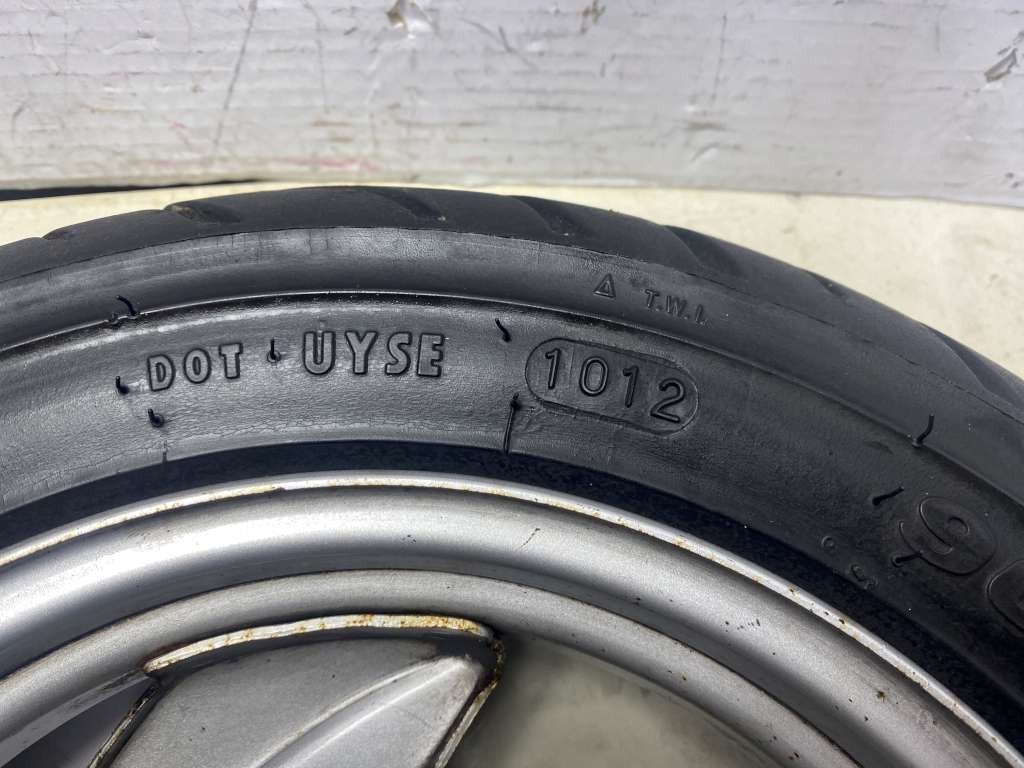 △ T.W.I.
DOT UYSE 1012